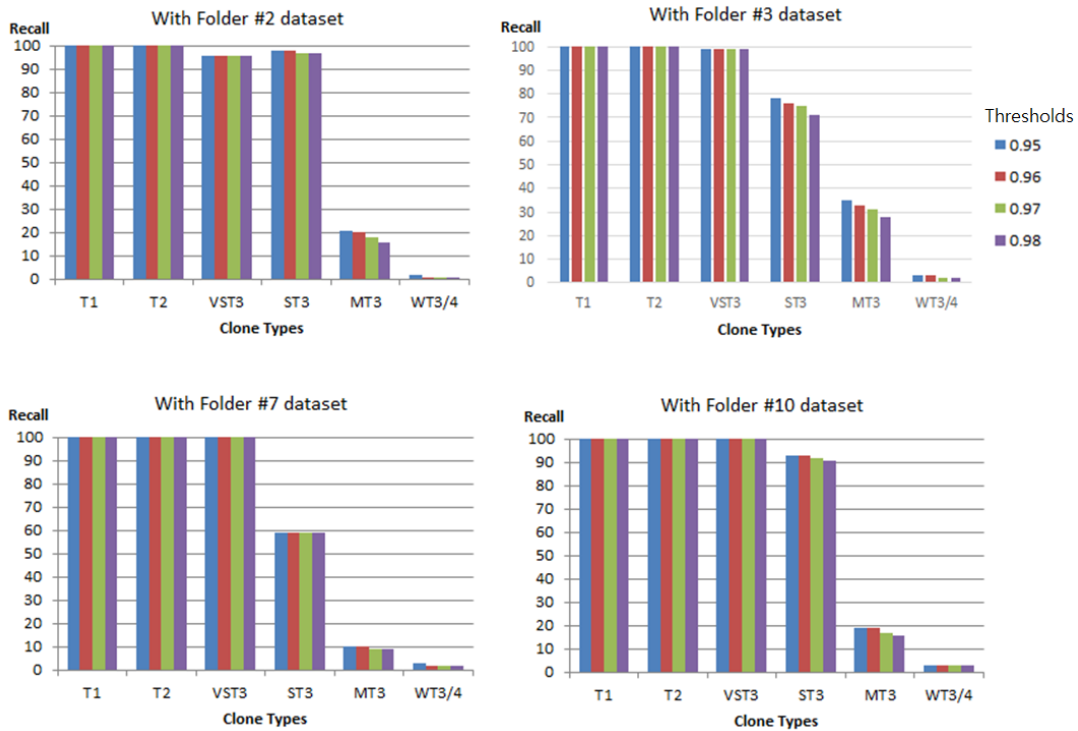 With Folder #2 dataset
Recall
100
90
80
70
60
50
40
30
20
10
0
T1 T2 VST3 ST3 MT3 WT3/4
Clone Types
With Folder #3 dataset
Recall
100
90
80
70
60
50
40
30
20
10
0
T1 T2 VST3 ST3 MT3 WT3/4
Clone Types
Thresholds
0.95
0.96
0.97
0.98
With Folder #7 dataset
Recall
100
90
80
70
60
50
40
30
20
10
0
T1 T2 VST3 ST3 MT3 WT3/4
Clone Types
With Folder #10 dataset
Recall
100
90
80
70
60
50
40
30
20
10
0
T1 T2 VST3 ST3 MT3 WT3/4
Clone Types